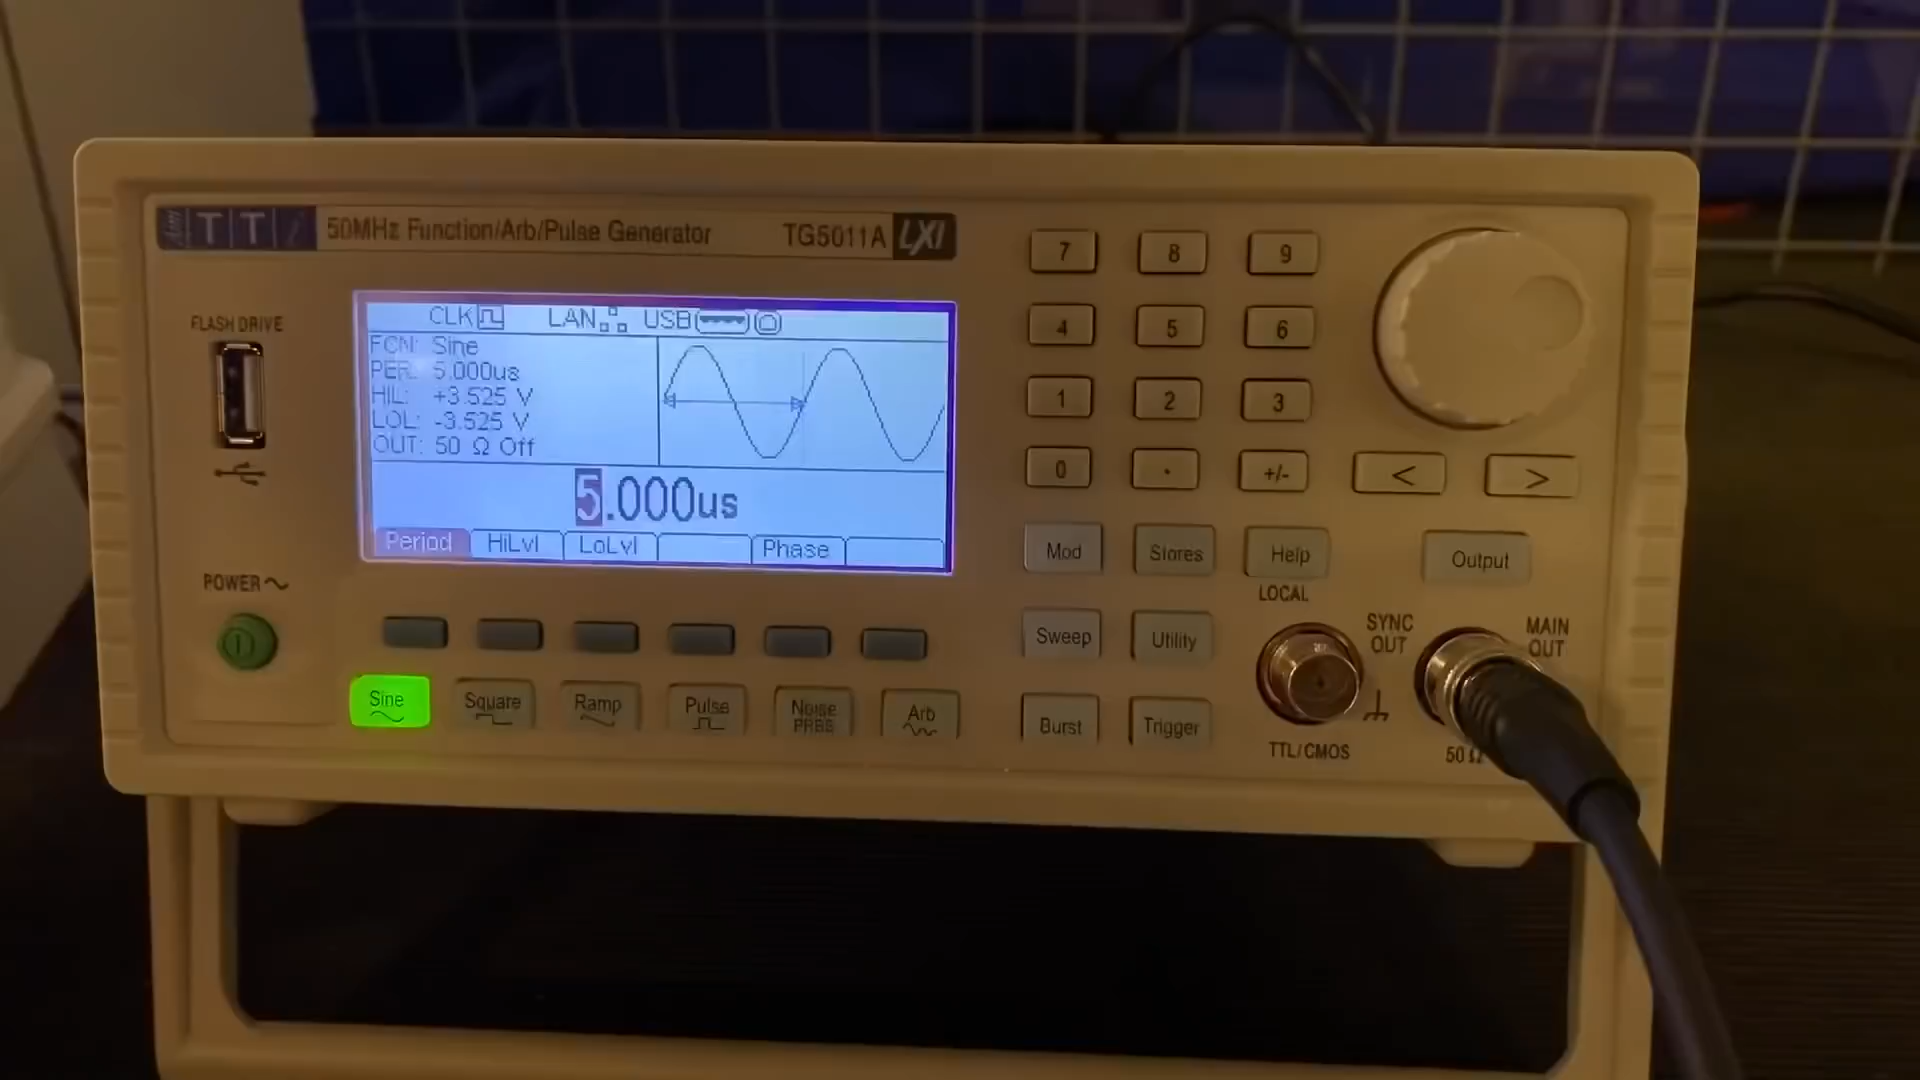 TTi 50MHz Function/Arb/Pulse Generator TG5011A LXI
FLASH DRIVE
CLK LAN USB
FCN: Sine
PER: 5.000us
HIL: +3.525 V
LOL: -3.525 V
OUT: 50 Ω Off
5.000us
Period HiLvl LoLvl Phase
POWER
Sine Square Ramp Pulse Noise PRBS Arb
7 8 9
4 5 6
1 2 3
0 . +/- < >
Mod Stores Help Output
LOCAL
Sweep Utility
SYNC OUT
MAIN OUT
Burst Trigger
TTL/CMOS
50 Ω